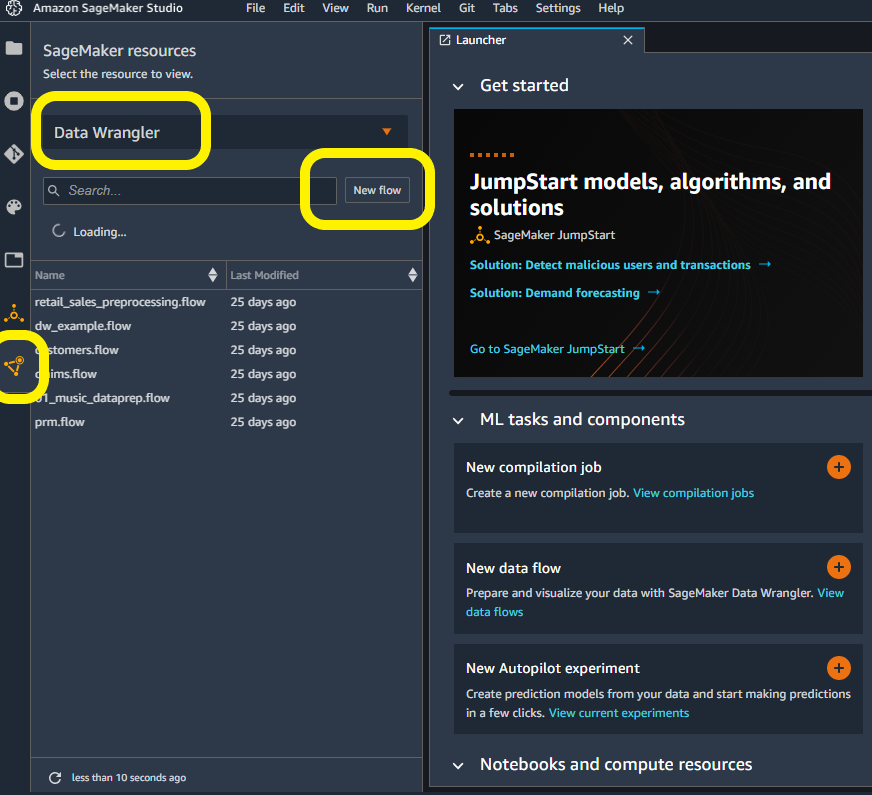 Amazon SageMaker Studio File Edit View Run Kernel Git Tabs Settings Help
SageMaker resources
Select the resource to view.
Data Wrangler
Search...
New flow
Loading...
Name Last Modified
retail_sales_preprocessing.flow 25 days ago
dw_example.flow 25 days ago
customers.flow 25 days ago
claims.flow 25 days ago
01_music_dataprep.flow 25 days ago
prm.flow 25 days ago
less than 10 seconds ago
Launcher
Get started
JumpStart models, algorithms, and
solutions
SageMaker JumpStart
Solution: Detect malicious users and transactions →
Solution: Demand forecasting →
Go to SageMaker JumpStart →
ML tasks and components
New compilation job
Create a new compilation job. View compilation jobs
New data flow
Prepare and visualize your data with SageMaker Data Wrangler. View
data flows
New Autopilot experiment
Create prediction models from your data and start making predictions
in a few clicks. View current experiments
Notebooks and compute resources